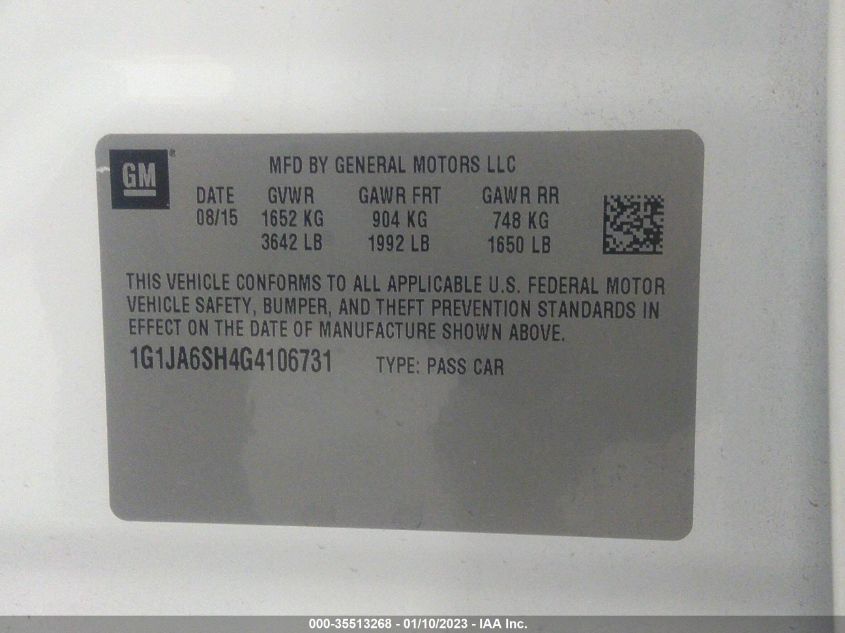 GM ®
MFD BY GENERAL MOTORS LLC
DATE GVWR GAWR FRT GAWR RR
08/15 1652 KG 904 KG 748 KG
3642 LB 1992 LB 1650 LB
THIS VEHICLE CONFORMS TO ALL APPLICABLE U.S. FEDERAL MOTOR
VEHICLE SAFETY, BUMPER, AND THEFT PREVENTION STANDARDS IN
EFFECT ON THE DATE OF MANUFACTURE SHOWN ABOVE.
1G1JA6SH4G4106731 TYPE: PASS CAR
000-35513268 - 01/10/2023 - IAA Inc.